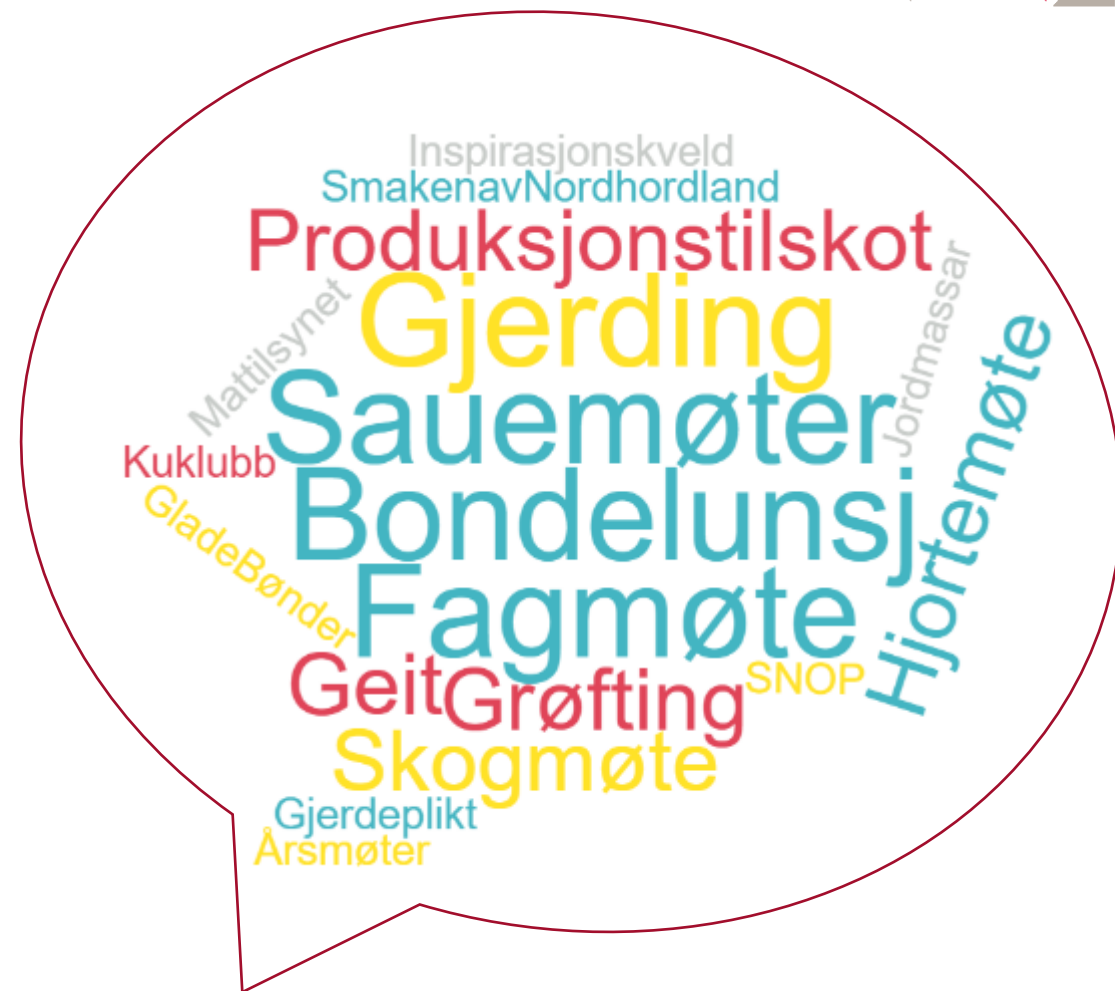 Inspirasjonskveld
SmakenavNordhordland
Produksjonstilskot
Gjerding
Mattilsynet
Jordmassar
Sauemøter
Hjortemøte
Kuklubb
Bondelunsj
GladeBønder
Fagmøte
Geit
Grøfting
SNOP
Skogmøte
Gjerdeplikt
Årsmøter